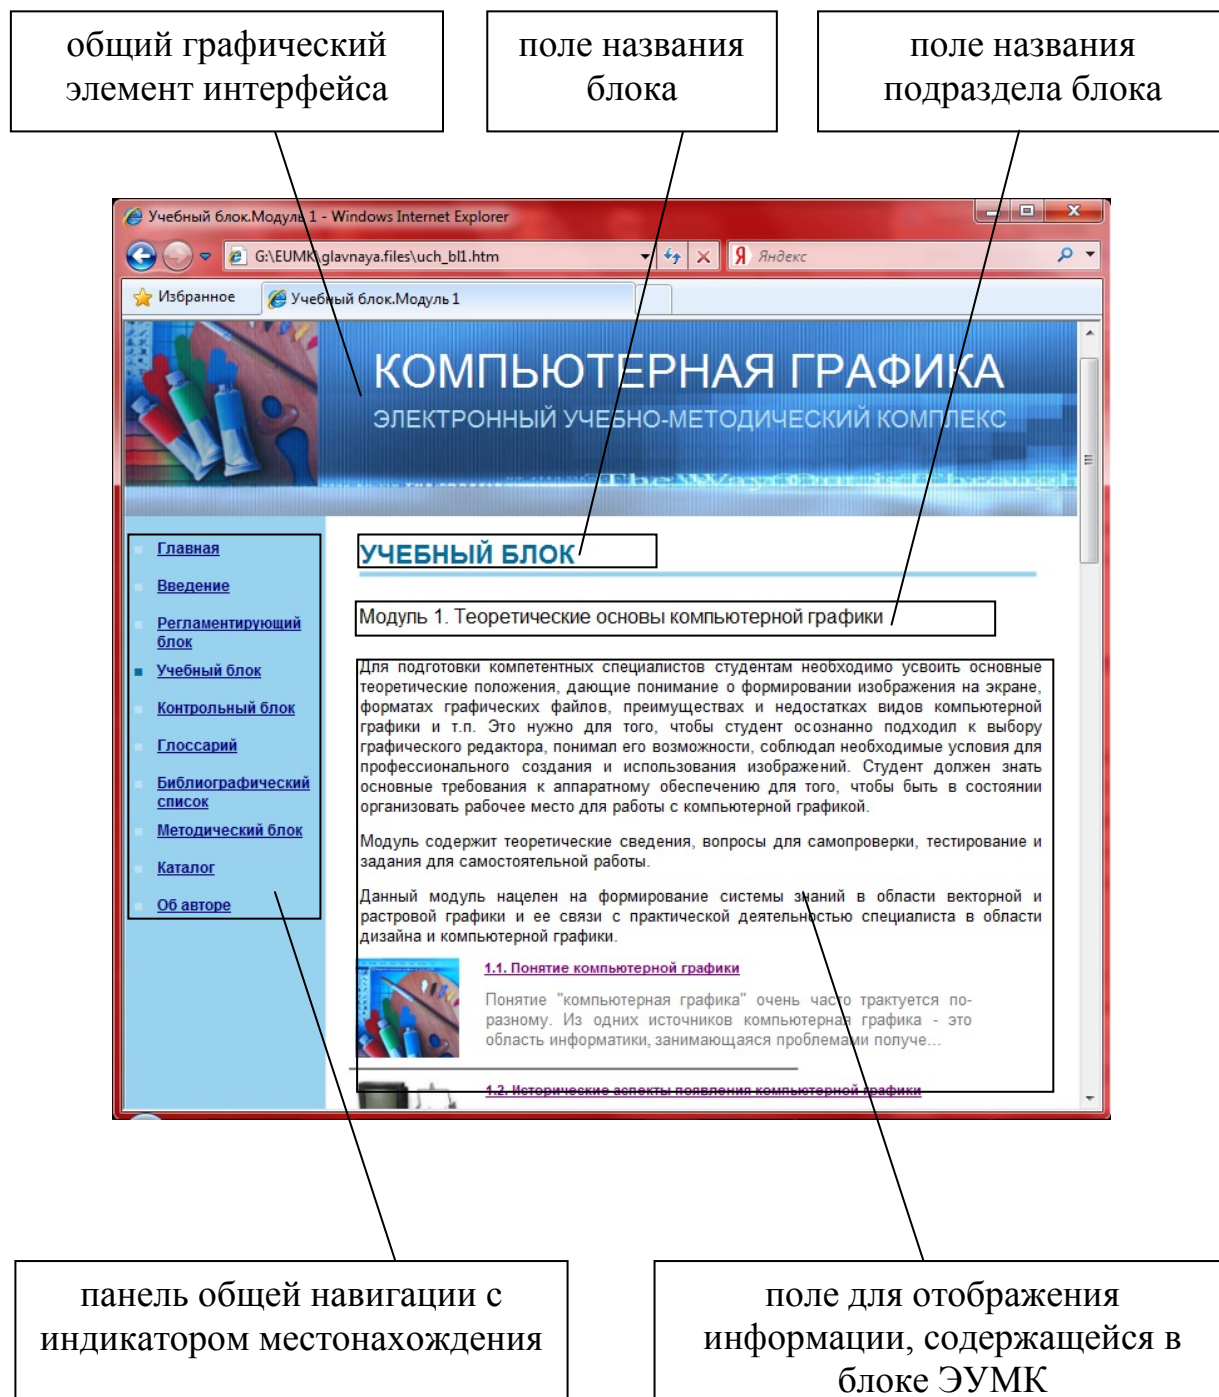 общий графический
элемент интерфейса
поле названия
блока
поле названия
подраздела блока
Учебный блок.Модуль 1 - Windows Internet Explorer
G:\EUMK\glavnaya.files\uch_bl1.htm
Я Яндекс
Избранное
Учебный блок.Модуль 1
КОМПЬЮТЕРНАЯ ГРАФИКА
ЭЛЕКТРОННЫЙ УЧЕБНО-МЕТОДИЧЕСКИЙ КОМПЛЕКС
The Way Out is Through
Главная
Введение
Регламентирующий
блок
Учебный блок
Контрольный блок
Глоссарий
Библиографический
список
Методический блок
Каталог
Об авторе
УЧЕБНЫЙ БЛОК
Модуль 1. Теоретические основы компьютерной графики
Для подготовки компетентных специалистов студентам необходимо усвоить основные
теоретические положения, дающие понимание о формировании изображения на экране,
форматах графических файлов, преимуществах и недостатках видов компьютерной
графики и т.п. Это нужно для того, чтобы студент осознанно подходил к выбору
графического редактора, понимал его возможности, соблюдал необходимые условия для
профессионального создания и использования изображений. Студент должен знать
основные требования к аппаратному обеспечению для того, чтобы быть в состоянии
организовать рабочее место для работы с компьютерной графикой.
Модуль содержит теоретические сведения, вопросы для самопроверки, тестирование и
задания для самостоятельной работы.
Данный модуль нацелен на формирование системы знаний в области векторной и
растровой графики и ее связи с практической деятельностью специалиста в области
дизайна и компьютерной графики.
1.1. Понятие компьютерной графики
Понятие "компьютерная графика" очень часто трактуется по-
разному. Из одних источников компьютерная графика - это
область информатики, занимающаяся проблемами получе...
1.2. Исторические аспекты появления компьютерной графики
панель общей навигации с
индикатором местонахождения
поле для отображения
информации, содержащейся в
блоке ЭУМК